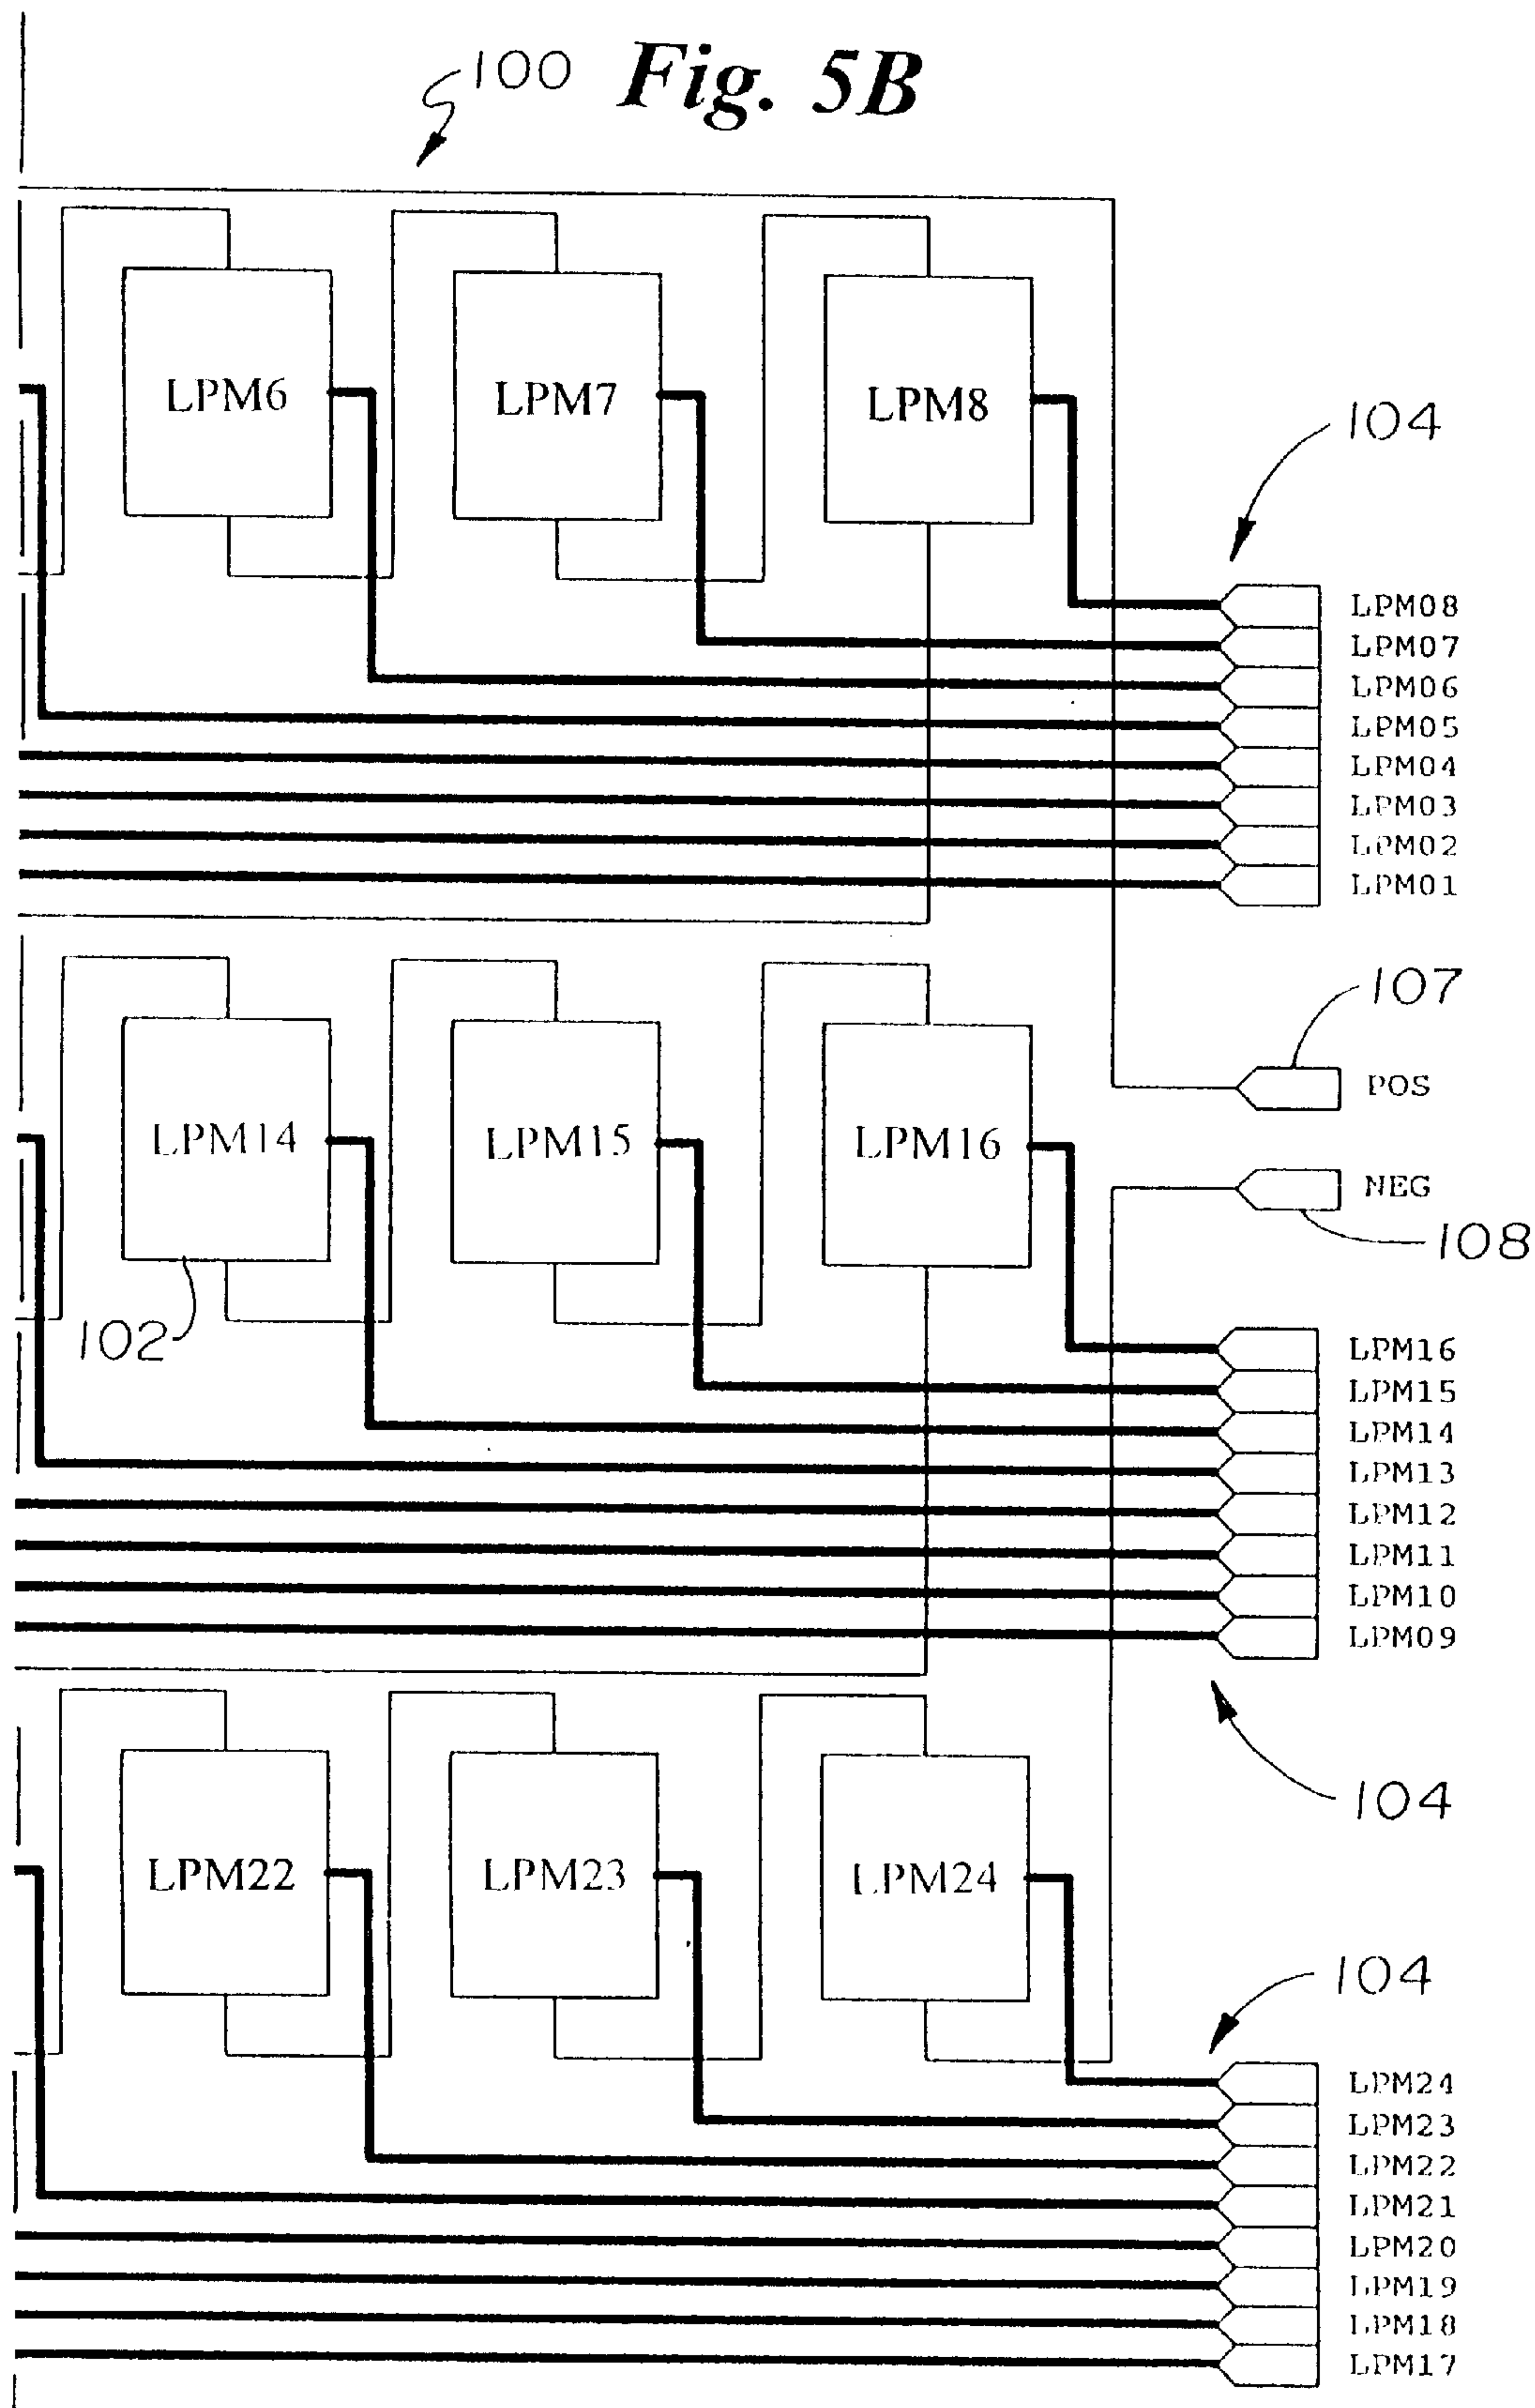 100 Fig. 5B
LPM6 LPM7 LPM8
104
LPM08
LPM07
LPM06
LPM05
LPM04
LPM03
LPM02
LPM01
107
POS
LPM14 LPM15 LPM16
NEG
108
102
LPM16
LPM15
LPM14
LPM13
LPM12
LPM11
LPM10
LPM09
104
LPM22 LPM23 LPM24
104
LPM24
LPM23
LPM22
LPM21
LPM20
LPM19
LPM18
LPM17